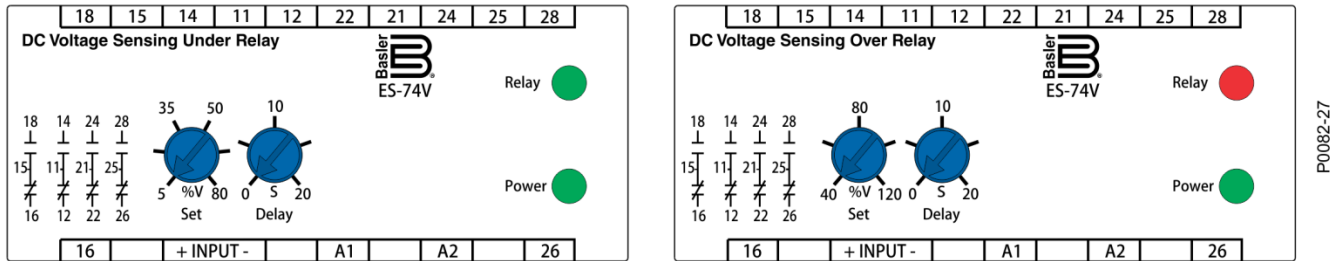 18 15 14 11 12 22 21 24 25 28
DC Voltage Sensing Under Relay
Basler
ES-74V
Relay
35 50
10
18 14 24 28
15 11 21 25
16 12 22 26
5 %V 80
Set
0 S 20
Delay
Power
16 + INPUT - A1 A2 26
18 15 14 11 12 22 21 24 25 28
DC Voltage Sensing Over Relay
Basler
ES-74V
Relay
80
10
18 14 24 28
15 11 21 25
16 12 22 26
40 %V 120
Set
0 S 20
Delay
Power
16 + INPUT - A1 A2 26
P0082-27